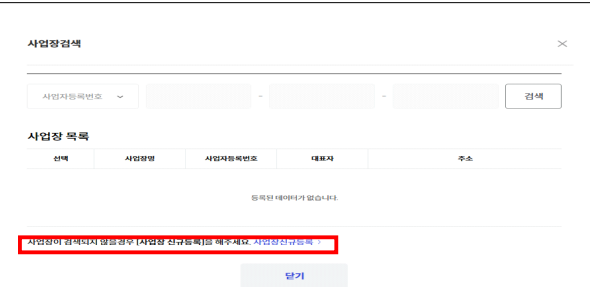 사업장검색
사업자등록번호 - - 검색
사업장 목록
선택 사업장명 사업자등록번호 대표자 주소
등록된 데이터가 없습니다.
사업장이 검색되지 않을경우 [사업장 신규등록]을 해주세요. 사업장신규등록 >
닫기